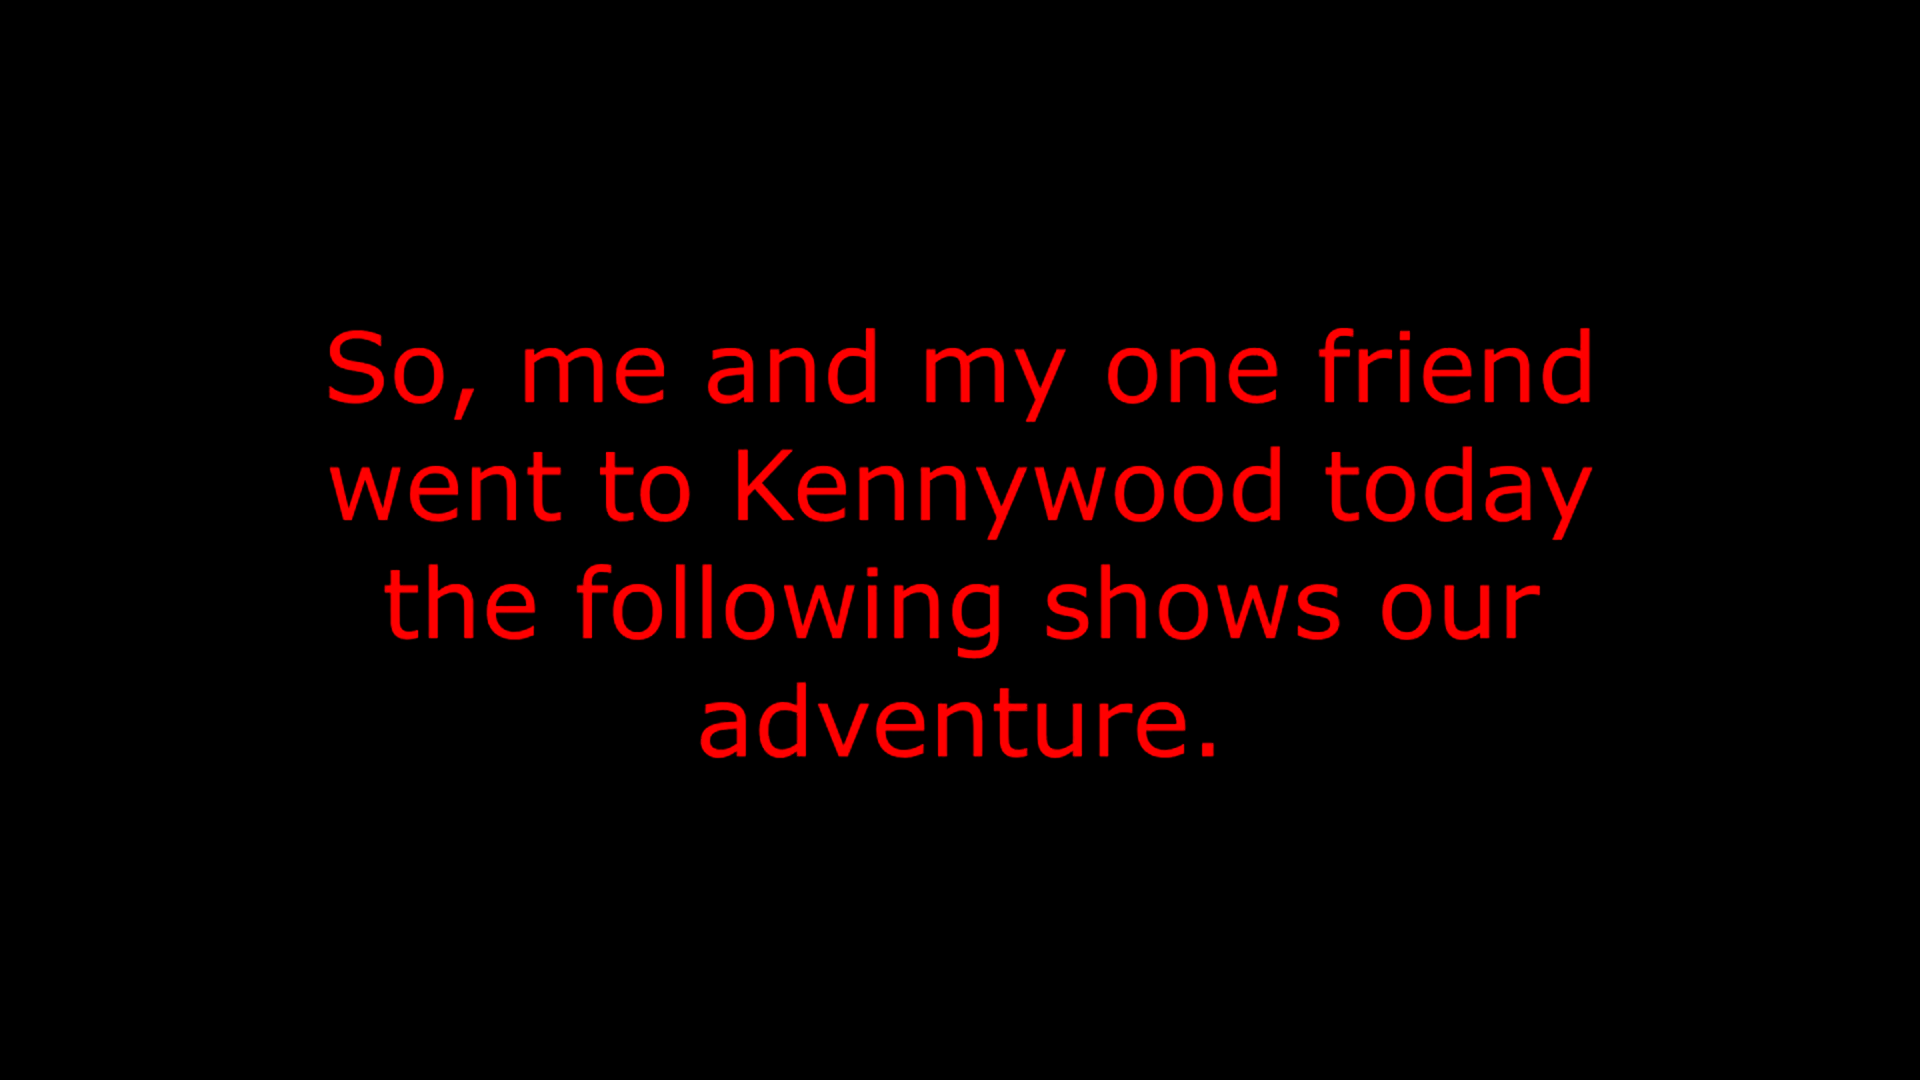 So, me and my one friend
went to Kennywood today
the following shows our
adventure.